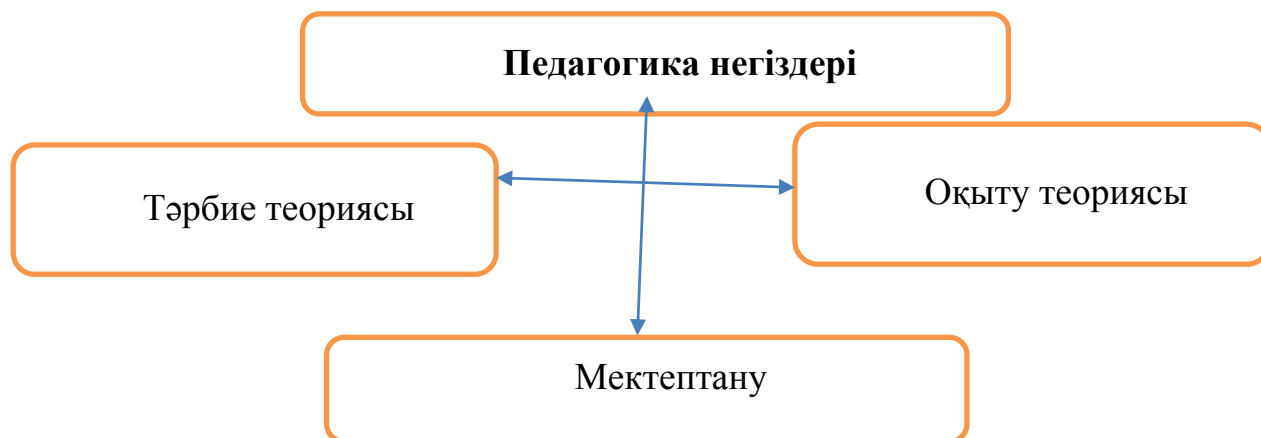 Педагогика негіздері
Тәрбие теориясы
Оқыту теориясы
Мектептану